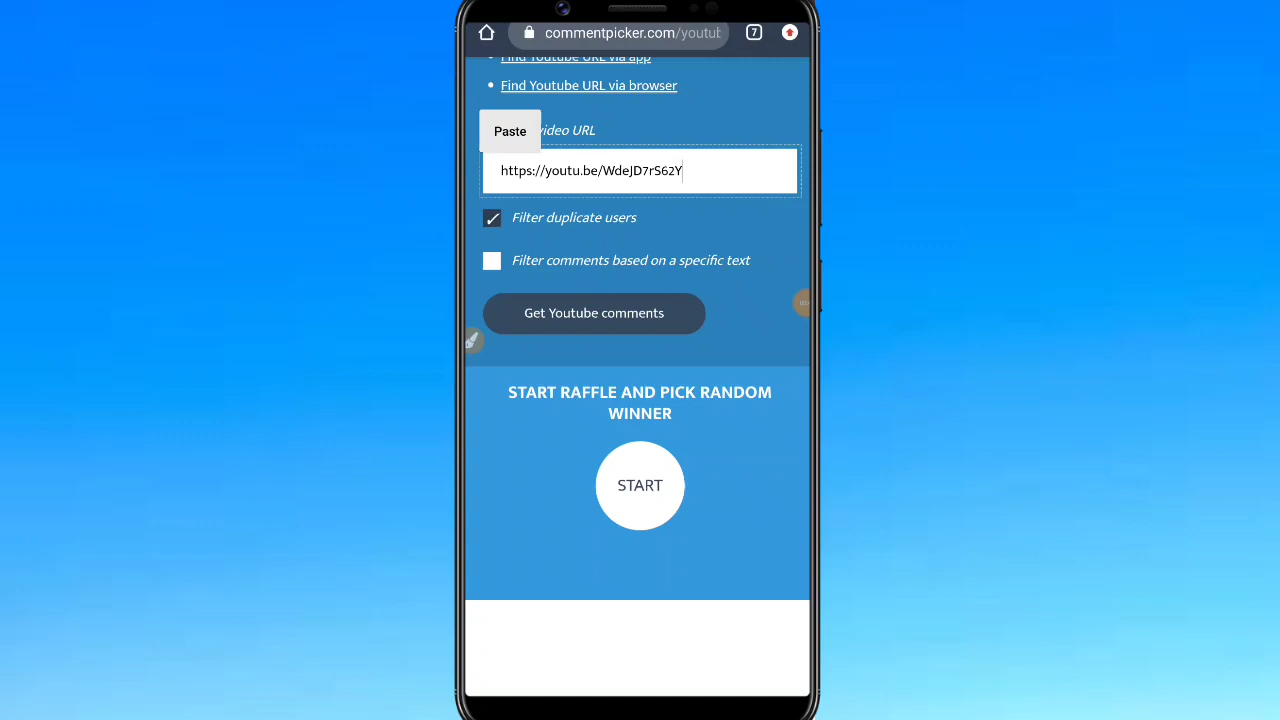 commentpicker.com/youtub
7
Find Youtube URL via app
Find Youtube URL via browser
Paste
video URL
https://youtu.be/WdeJD7rS62Y
Filter duplicate users
Filter comments based on a specific text
Get Youtube comments
START RAFFLE AND PICK RANDOM
WINNER
START